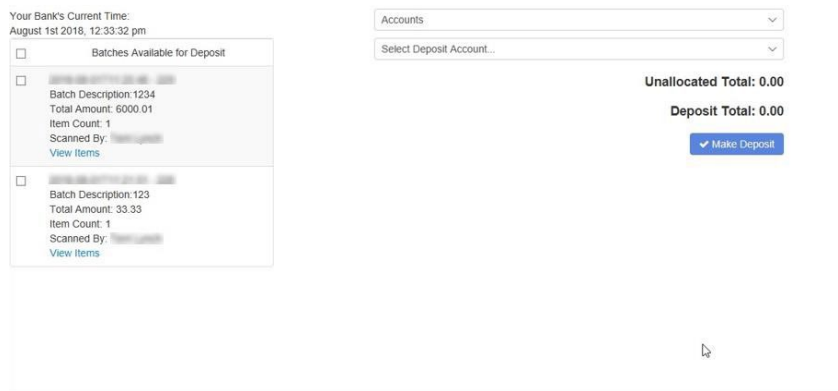 Your Bank's Current Time:
August 1st 2018, 12:33:32 pm
Batches Available for Deposit
Batch Description:1234
Total Amount: 6000.01
Item Count: 1
Scanned By:
View Items
Batch Description:123
Total Amount: 33.33
Item Count: 1
Scanned By:
View Items
Accounts
Select Deposit Account...
Unallocated Total: 0.00
Deposit Total: 0.00
Make Deposit